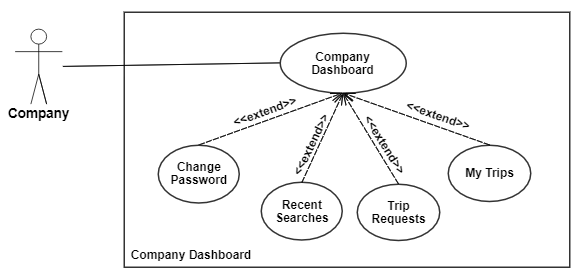 Company
Dashboard
Company
<<extend>>
<<extend>>
<<extend>>
<<extend>>
Change
Password
Recent
Searches
Trip
Requests
My Trips
Company Dashboard